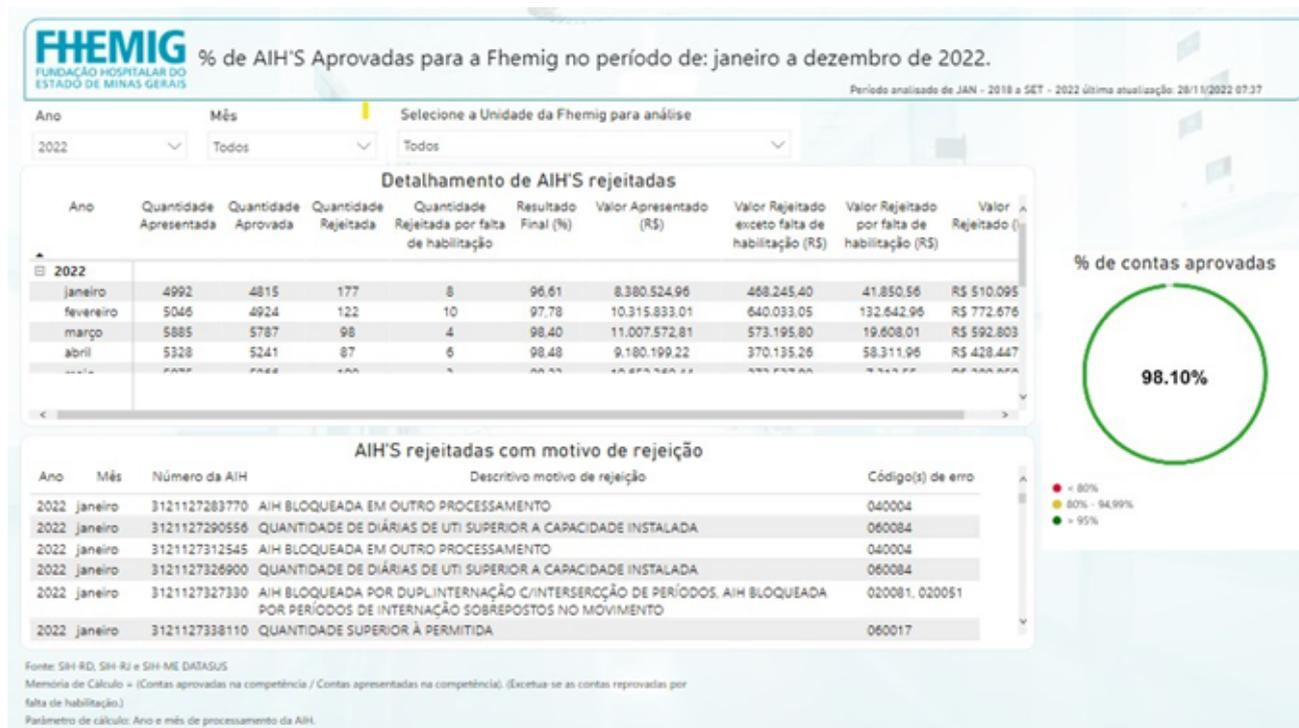 FHEMIG
FUNDAÇÃO HOSPITALAR DO
ESTADO DE MINAS GERAIS
% de AIH'S Aprovadas para a Fhemig no período de: janeiro a dezembro de 2022.
Período analisado de JAN - 2018 a SET - 2022 última atualização: 28/11/2022 07:37
Ano Mês Selecione a Unidade da Fhemig para análise
2022 Todos Todos
Detalhamento de AIH'S rejeitadas
Ano Quantidade Quantidade Quantidade Quantidade Resultado Valor Apresentado Valor Rejeitado Valor Rejeitado Valor
Apresentada Aprovada Rejeitada Rejeitada por falta Final (%) (R$) exceto falta de por falta de Rejeitado (
de habilitação habilitação (R$) habilitação (R$)
2022
janeiro 4992 4815 177 8 96,61 8.380.524,96 468.245,40 41.850,56 R$ 510.095
fevereiro 5046 4924 122 10 97,78 10.315.833,01 640.033,05 132.642,96 R$ 772.676
março 5885 5787 98 4 98,40 11.007.572,81 573.195,80 19.608,01 R$ 592.803
abril 5328 5241 87 6 98,48 9.180.199,22 370.135,26 58.311,96 R$ 428.447
% de contas aprovadas
98.10%
< 80%
80% - 94,99%
> 95%
AIH'S rejeitadas com motivo de rejeição
Ano Mês Número da AIH Descritivo motivo de rejeição Código(s) de erro
2022 janeiro 3121127283770 AIH BLOQUEADA EM OUTRO PROCESSAMENTO 040004
2022 janeiro 3121127290556 QUANTIDADE DE DIÁRIAS DE UTI SUPERIOR A CAPACIDADE INSTALADA 060084
2022 janeiro 3121127312545 AIH BLOQUEADA EM OUTRO PROCESSAMENTO 040004
2022 janeiro 3121127326900 QUANTIDADE DE DIÁRIAS DE UTI SUPERIOR A CAPACIDADE INSTALADA 060084
2022 janeiro 3121127327330 AIH BLOQUEADA POR DUPL.INTERNAÇÃO C/INTERSERCÇÃO DE PERÍODOS, AIH BLOQUEADA 020081, 020051
POR PERÍODOS DE INTERNAÇÃO SOBREPOSTOS NO MOVIMENTO
2022 janeiro 3121127338110 QUANTIDADE SUPERIOR À PERMITIDA 060017
Fonte: SIH-RD, SIH-RJ e SIH-ME DATASUS
Memória de Cálculo = (Contas aprovadas na competência / Contas apresentadas na competência). (Excetua-se as contas reprovadas por
falta de habilitação.)
Parâmetro de cálculo: Ano e mês de processamento da AIH.